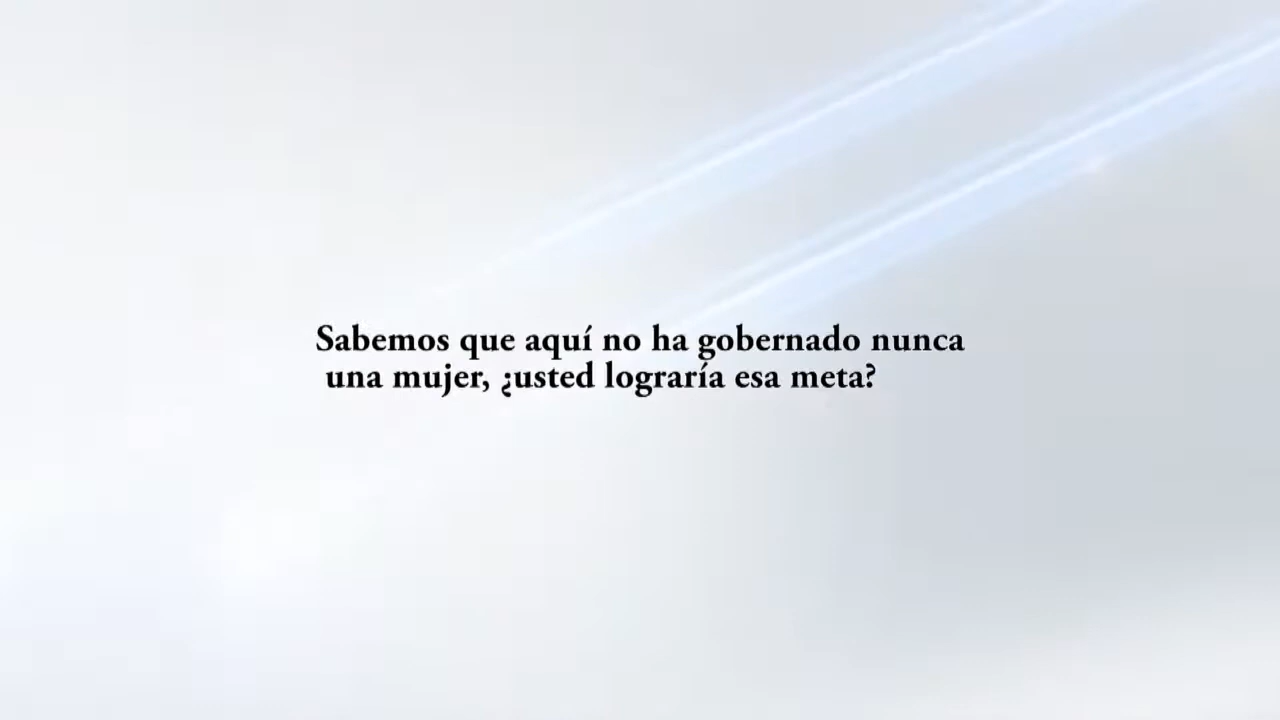 Sabemos que aquí no ha gobernado nunca
una mujer, ¿usted lograría esa meta?